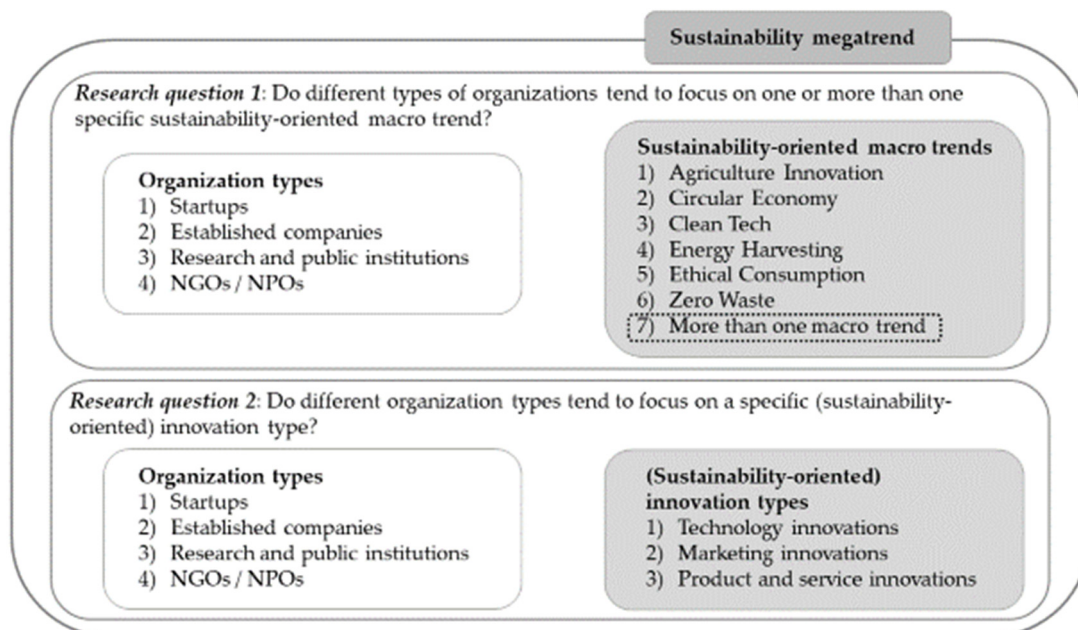 Sustainability megatrend
Research question 1: Do different types of organizations tend to focus on one or more than one
specific sustainability-oriented macro trend?
Organization types
1) Startups
2) Established companies
3) Research and public institutions
4) NGOs / NPOs
Sustainability-oriented macro trends
1) Agriculture Innovation
2) Circular Economy
3) Clean Tech
4) Energy Harvesting
5) Ethical Consumption
6) Zero Waste
7) More than one macro trend
Research question 2: Do different organization types tend to focus on a specific (sustainability-
oriented) innovation type?
Organization types
1) Startups
2) Established companies
3) Research and public institutions
4) NGOs / NPOs
(Sustainability-oriented)
innovation types
1) Technology innovations
2) Marketing innovations
3) Product and service innovations